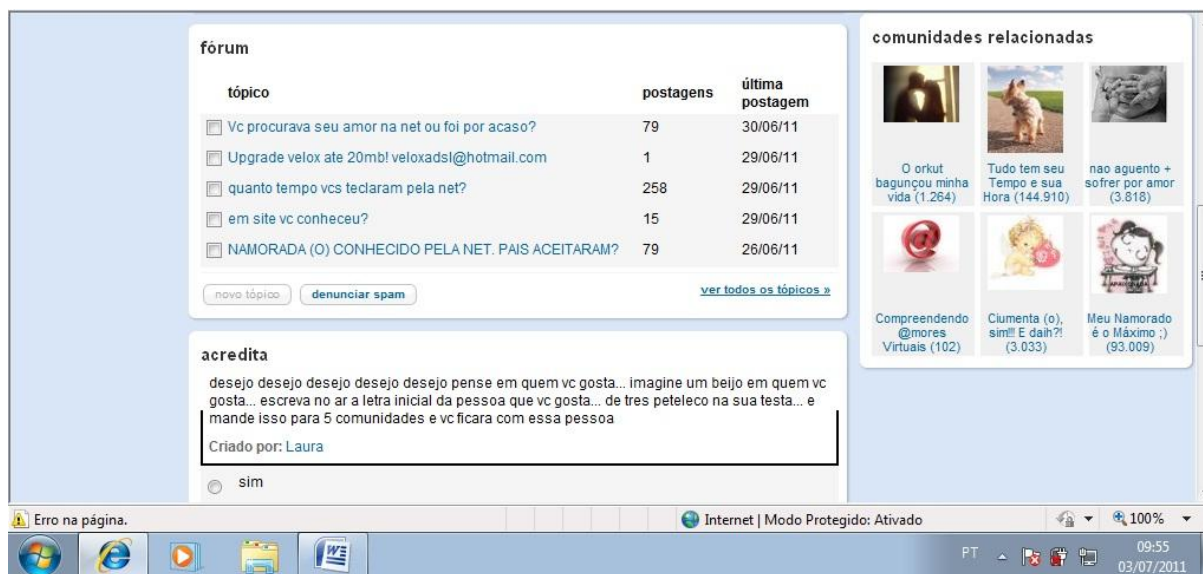 fórum
tópico postagens última postagem
Vc procurava seu amor na net ou foi por acaso? 79 30/06/11
Upgrade velox ate 20mb! veloxadsl@hotmail.com 1 29/06/11
quanto tempo vcs teclaram pela net? 258 29/06/11
em site vc conheceu? 15 29/06/11
NAMORADA (O) CONHECIDO PELA NET. PAIS ACEITARAM? 79 26/06/11
novo tópico denunciar spam ver todos os tópicos »
acredita
desejo desejo desejo desejo desejo pense em quem vc gosta... imagine um beijo em quem vc
gosta... escreva no ar a letra inicial da pessoa que vc gosta... de tres peteleco na sua testa... e
mande isso para 5 comunidades e vc ficara com essa pessoa
Criado por: Laura
sim
comunidades relacionadas
O orkut
bagunçou minha
vida (1.264)
Tudo tem seu
Tempo e sua
Hora (144.910)
nao aguento +
sofrer por amor
(3.818)
Compreendendo
@mores
Virtuais (102)
Ciumenta (o),
sim!!! E daih?!
(3.033)
Meu Namorado
é o Máximo ;)
(93.009)
Erro na página. Internet | Modo Protegido: Ativado 100%
PT 09:55
03/07/2011